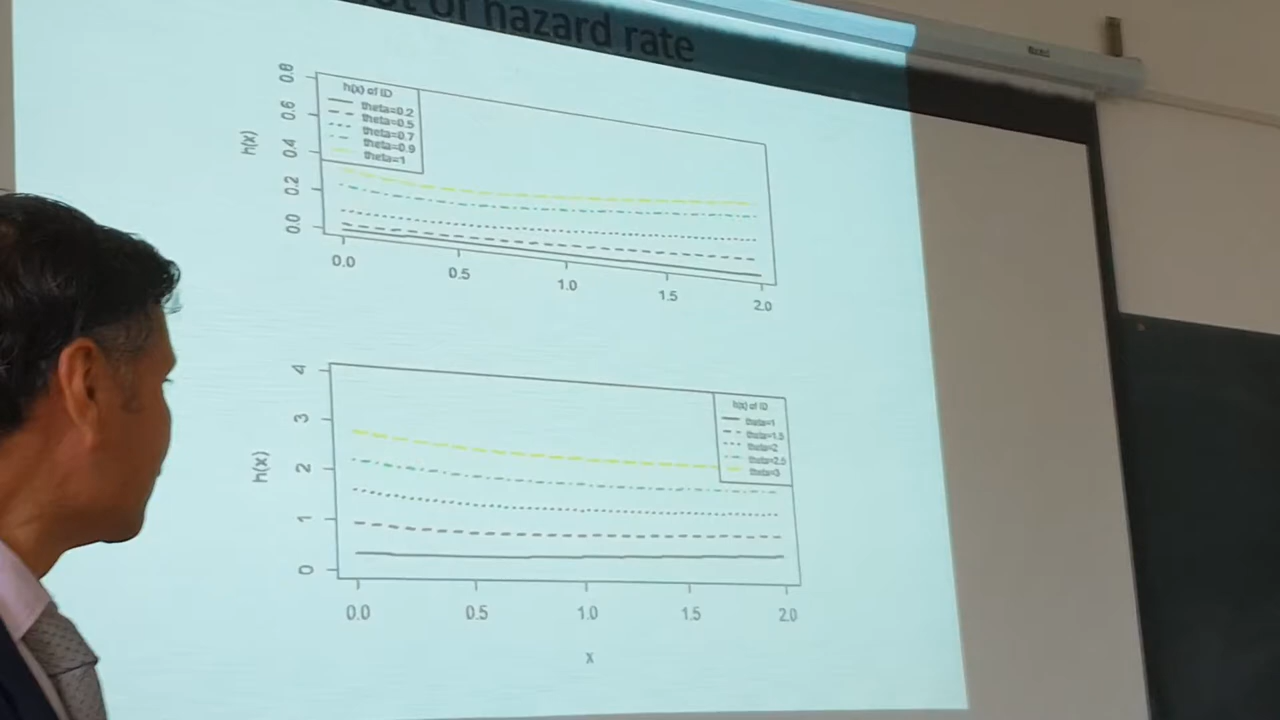 of hazard rate
h(x) of ID
theta=0.2
theta=0.5
theta=0.7
theta=0.9
theta=1
h(x)
0.0 0.2 0.4 0.6 0.8
0.0 0.5 1.0 1.5 2.0
h(x) of ID
theta=1
theta=1.5
theta=2
theta=2.5
theta=3
h(x)
0 1 2 3 4
0.0 0.5 1.0 1.5 2.0
x